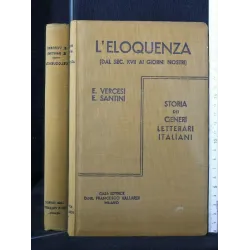 L'ELOQUENZA
(DAL SEC. XVII AI GIORNI NOSTRI)
E. VERCESI
E. SANTINI
STORIA
DEI
GENERI
LETTERARI
ITALIANI
CASA EDITRICE
DOTT. FRANCESCO VALLARDI
MILANO